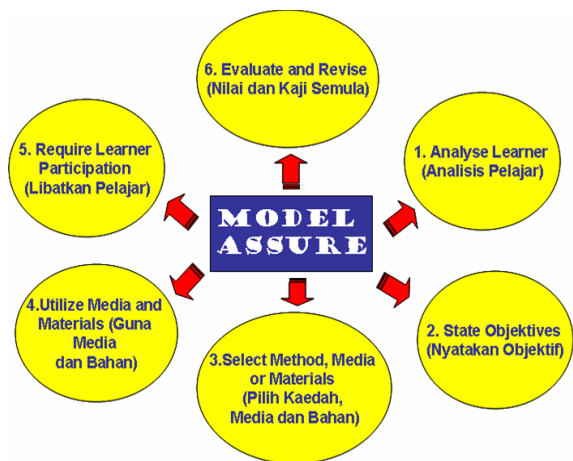 6. Evaluate and Revise
(Nilai dan Kaji Semula)
5. Require Learner
Participation
(Libatkan Pelajar)
1. Analyse Learner
(Analisis Pelajar)
MODEL
ASSURE
4.Utilize Media and
Materials (Guna
Media
dan Bahan)
2. State Objektives
(Nyatakan Objektif)
3.Select Method, Media
or Materials
(Pilih Kaedah,
Media dan Bahan)